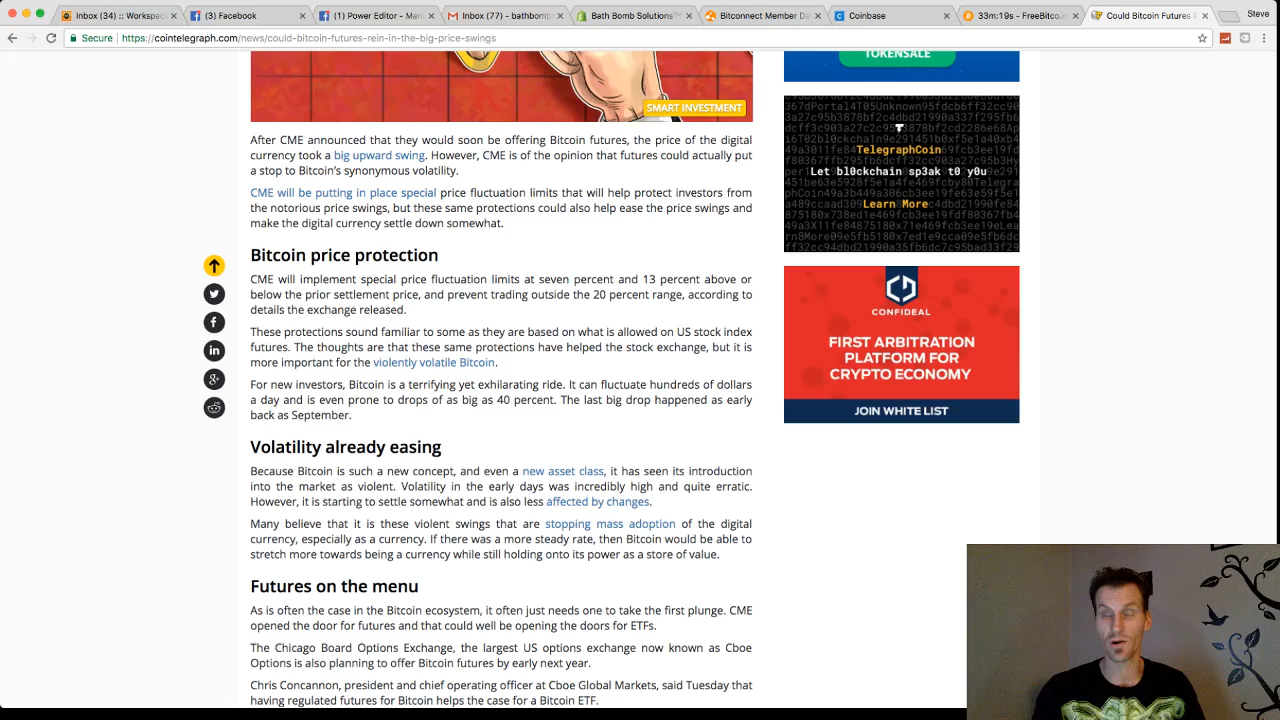 Inbox (34) - Workspac
Facebook
Power Editor - Man
Inbox (77) - bathbomb
Bath Bomb Solutions™
Bitconnect Member D
Coinbase
33m:19s - FreeBitco.in
Could Bitcoin Futures R
Steve
Secure
https://cointelegraph.com/news/could-bitcoin-futures-rein-in-the-big-price-swings
SMART INVESTMENT
After CME announced that they would soon be offering Bitcoin futures, the price of the digital
currency took a big upward swing. However, CME is of the opinion that futures could actually put
a stop to Bitcoin's synonymous volatility.
CME will be putting in place special price fluctuation limits that will help protect investors from
the notorious price swings, but these same protections could also help ease the price swings and
make the digital currency settle down somewhat.
Bitcoin price protection
CME will implement special price fluctuation limits at seven percent and 13 percent above or
below the prior settlement price, and prevent trading outside the 20 percent range, according to
details the exchange released.
These protections sound familiar to some as they are based on what is allowed on US stock index
futures. The thoughts are that these same protections have helped the stock exchange, but it is
more important for the violently volatile Bitcoin.
For new investors, Bitcoin is a terrifying yet exhilarating ride. It can fluctuate hundreds of dollars
a day and is even prone to drops of as big as 40 percent. The last big drop happened as early
back as September.
Volatility already easing
Because Bitcoin is such a new concept, and even a new asset class, it has seen its introduction
into the market as violent. Volatility in the early days was incredibly high and quite erratic.
However, it is starting to settle somewhat and is also less affected by changes.
Many believe that it is these violent swings that are stopping mass adoption of the digital
currency, especially as a currency. If there was a more steady rate, then Bitcoin would be able to
stretch more towards being a currency while still holding onto its power as a store of value.
Futures on the menu
As is often the case in the Bitcoin ecosystem, it often just needs one to take the first plunge. CME
opened the door for futures and that could well be opening the doors for ETFs.
The Chicago Board Options Exchange, the largest US options exchange now known as Cboe
Options is also planning to offer Bitcoin futures by early next year.
Chris Concannon, president and chief operating officer at Cboe Global Markets, said Tuesday that
having regulated futures for Bitcoin helps the case for a Bitcoin ETF.
TOKENSALE
TelegraphCoin
Let bl0ckchain sp3ak t0 y0u
Learn More
CONFIDEAL
FIRST ARBITRATION
PLATFORM FOR
CRYPTO ECONOMY
JOIN WHITE LIST